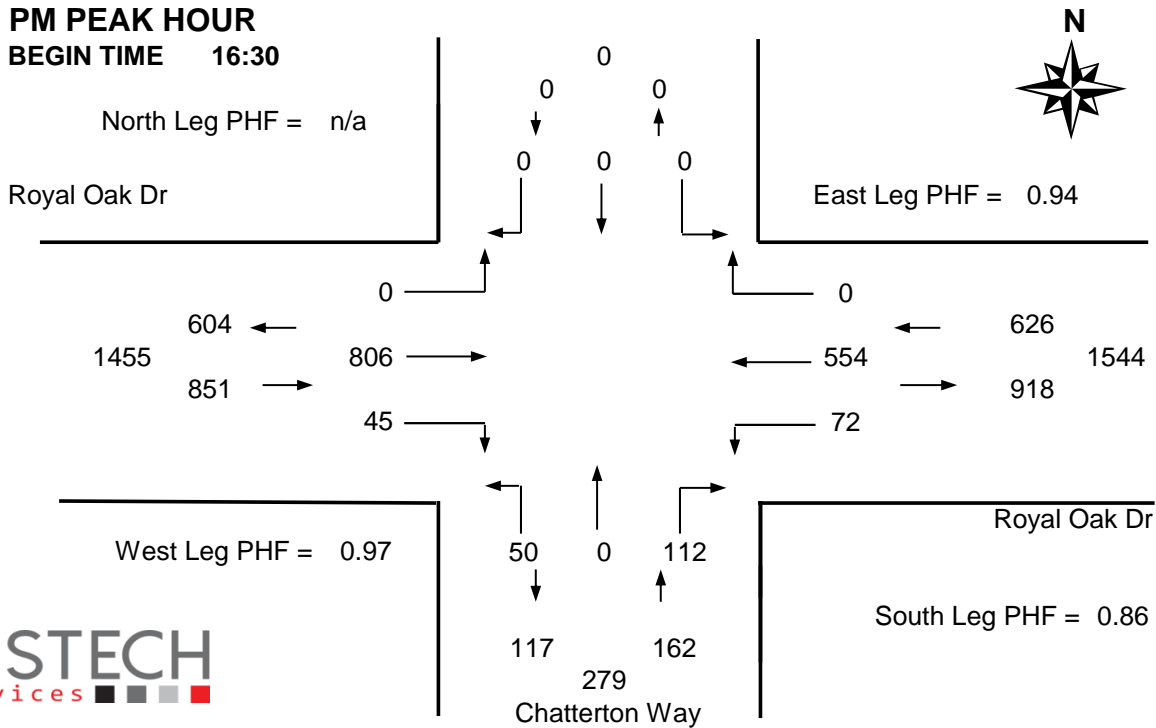 PM PEAK HOUR
N
BEGIN TIME 16:30
0
0 0
North Leg PHF = n/a
0 0 0
Royal Oak Dr
East Leg PHF = 0.94
0 0
604 626
1455 806 554 1544
851 918
45 72
Royal Oak Dr
West Leg PHF = 0.97
50 0 112
South Leg PHF = 0.86
117 162
STECH
279
vices
Chatterton Way